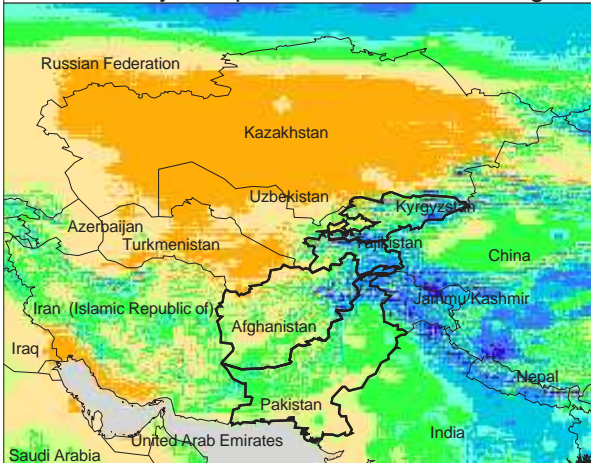 Russian Federation
Kazakhstan
Uzbekistan
Kyrgyzstan
Azerbaijan
Turkmenistan
Tajikistan
China
Iran (Islamic Republic of)
Jammu Kashmir
Afghanistan
Iraq
Nepal
Pakistan
India
United Arab Emirates
Saudi Arabia